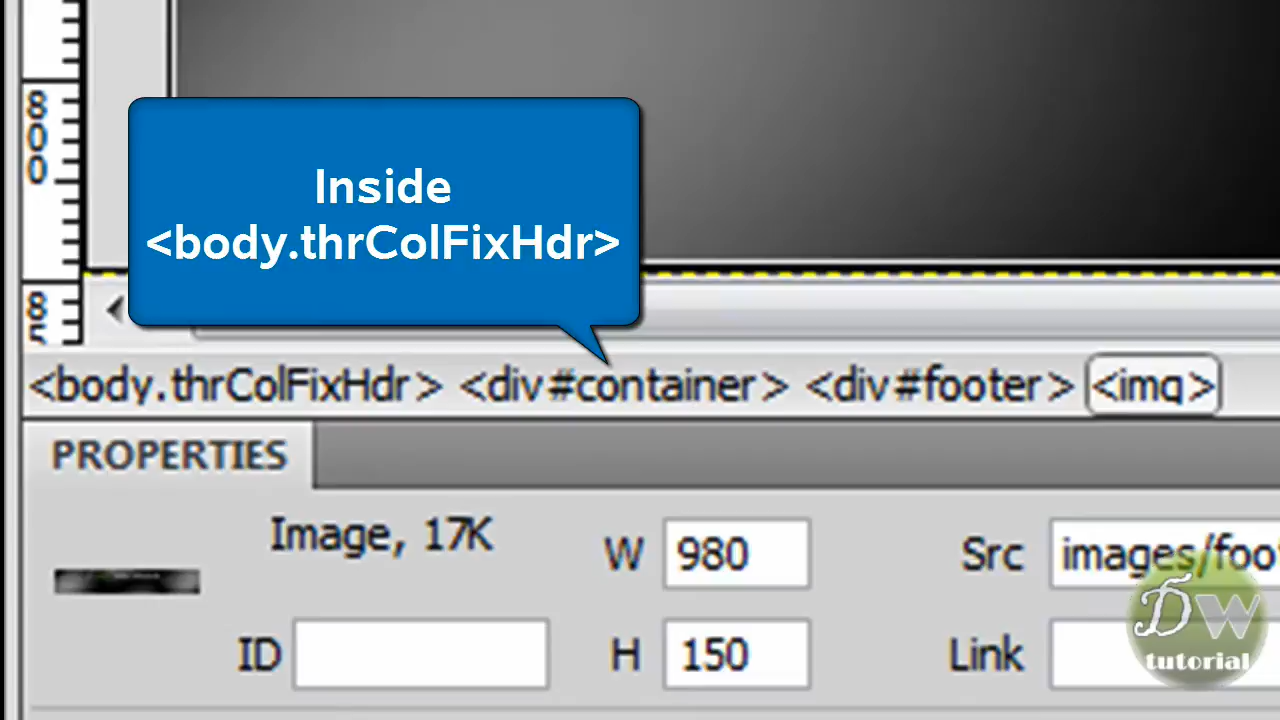 800
Inside
<body.thrColFixHdr>
85
<body.thrColFixHdr> <div#container> <div#footer> <img>
PROPERTIES
Image, 17K
W 980
Src images/foo
ID
H 150
Link
DW
tutorial